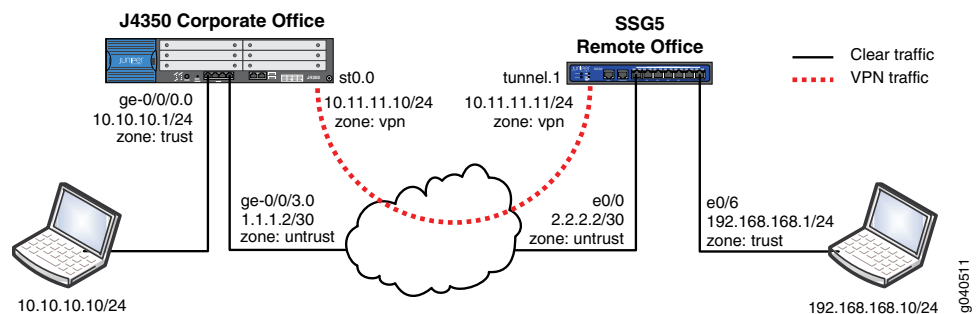 J4350 Corporate Office
SSG5
Remote Office
Clear traffic
VPN traffic
JUNIPER
J4350
st0.0
10.11.11.10/24
zone: vpn
tunnel.1
10.11.11.11/24
zone: vpn
ge-0/0/0.0
10.10.10.1/24
zone: trust
ge-0/0/3.0
1.1.1.2/30
zone: untrust
e0/0
2.2.2.2/30
zone: untrust
e0/6
192.168.168.1/24
zone: trust
10.10.10.10/24
192.168.168.10/24
g040511